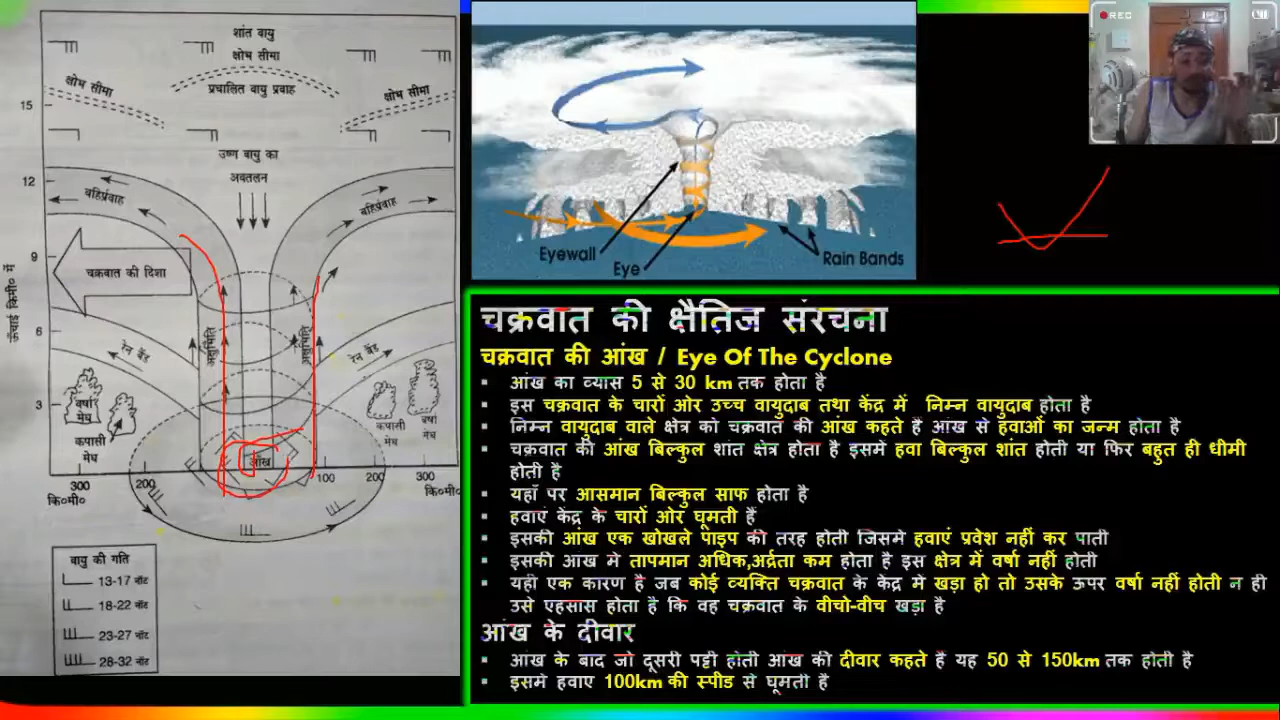 शांत वायु
क्षोभ सीमा
क्षोभ सीमा
प्रचालित वायु प्रवाह
क्षोभ सीमा
15
उष्ण वायु का
अवतलन
12
बहिर्प्रवाह
बहिर्प्रवाह
9
चक्रवात की दिशा
ऊँचाई कि०मी० में
6
रेन बैंड
रेन बैंड
3
वर्षा
मेघ
कपासी
मेघ
कपासी
मेघ
वर्षा
मेघ
आँख
300
200
100
200
300
कि०मी०
कि०मी०
वायु की गति
13-17 नॉट
18-22 नॉट
23-27 नॉट
28-32 नॉट
Eyewall
Eye
Rain Bands
REC
चक्रवात की क्षैतिज संरचना
चक्रवात की आंख / Eye Of The Cyclone
▪ आंख का व्यास 5 से 30 km तक होता है
▪ इस चक्रवात के चारों ओर उच्च वायुदाब तथा केंद्र में निम्न वायुदाब होता है
▪ निम्न वायुदाब वाले क्षेत्र को चक्रवात की आंख कहते हैं आंख से हवाओं का जन्म होता है
▪ चक्रवात की आंख बिल्कुल शांत क्षेत्र होता है इसमें हवा बिल्कुल शांत होती या फिर बहुत ही धीमी
होती है
▪ यहाँ पर आसमान बिल्कुल साफ होता है
▪ हवाएं केंद्र के चारों ओर घूमती हैं
▪ इसकी आंख एक खोखले पाइप की तरह होती जिसमें हवाएं प्रवेश नहीं कर पाती
▪ इसकी आंख में तापमान अधिक,अर्द्रता कम होता है इस क्षेत्र में वर्षा नहीं होती
▪ यही एक कारण है जब कोई व्यक्ति चक्रवात के केंद्र में खड़ा हो तो उसके ऊपर वर्षा नहीं होती न ही
उसे एहसास होता है कि वह चक्रवात के वीचो-वीच खड़ा है
आंख के दीवार
▪ आंख के बाद जो दूसरी पट्टी होती आंख की दीवार कहते हैं यह 50 से 150km तक होती है
▪ इसमें हवाए 100km की स्पीड से घूमती हैं